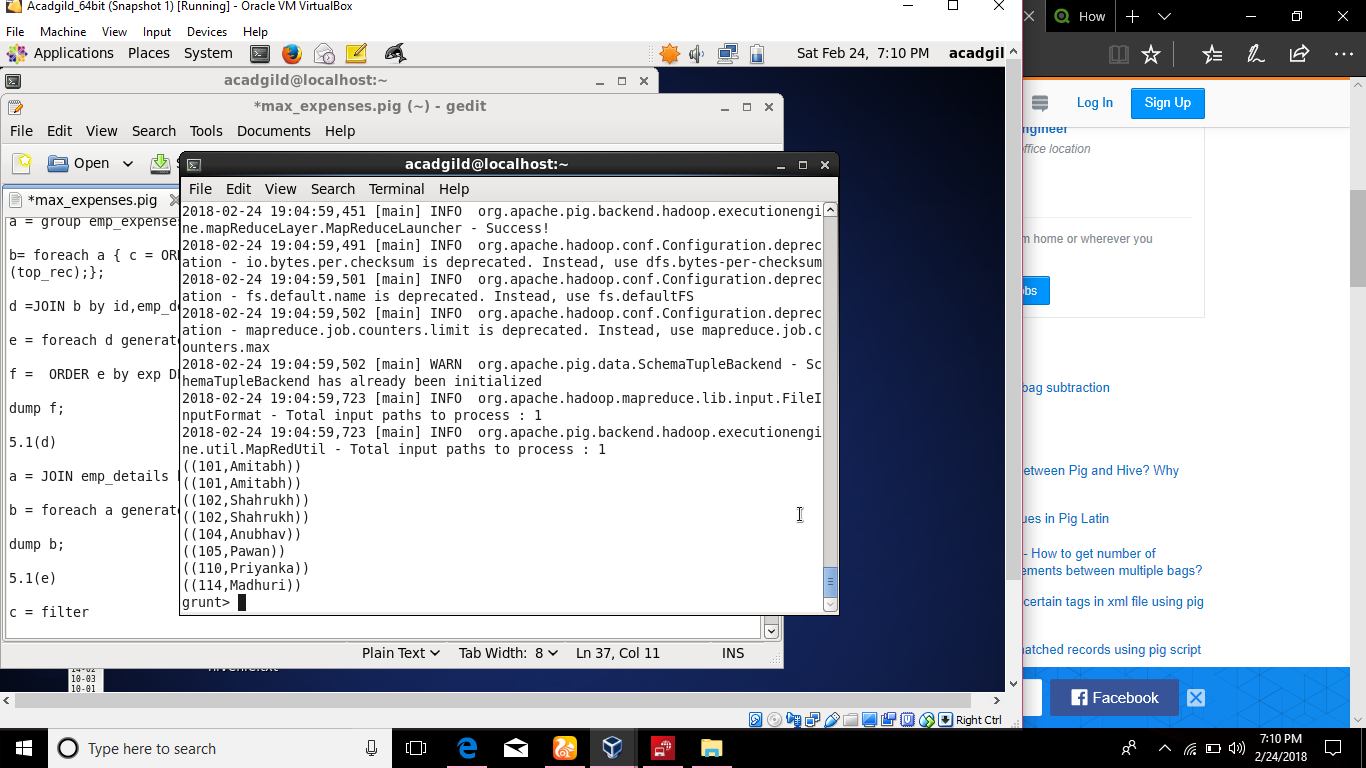 Acadgild_64bit (Snapshot 1) [Running] - Oracle VM VirtualBox
File Machine View Input Devices Help
Applications Places System
Sat Feb 24, 7:10 PM acadgil
How
acadgild@localhost:~
*max_expenses.pig (~) - gedit
File Edit View Search Tools Documents Help
Open
*max_expenses.pig
a = group emp_expenses
b= foreach a { c =
(top_rec);};
d =JOIN b by id,
e = foreach d
f = ORDER e by exp
dump f;
5.1(d)
a = JOIN emp_details
b = foreach a
dump b;
5.1(e)
c = filter
Plain Text Tab Width: 8 Ln 37, Col 11 INS
acadgild@localhost:~
File Edit View Search Terminal Help
2018-02-24 19:04:59,451 [main] INFO org.apache.pig.backend.hadoop.executionengi
ne.mapReduceLayer.MapReduceLauncher - Success!
2018-02-24 19:04:59,491 [main] INFO org.apache.hadoop.conf.Configuration.deprec
ation - io.bytes.per.checksum is deprecated. Instead, use dfs.bytes-per-checksum
2018-02-24 19:04:59,501 [main] INFO org.apache.hadoop.conf.Configuration.deprec
ation - fs.default.name is deprecated. Instead, use fs.defaultFS
2018-02-24 19:04:59,502 [main] INFO org.apache.hadoop.conf.Configuration.deprec
ation - mapreduce.job.counters.limit is deprecated. Instead, use mapreduce.job.c
ounters.max
2018-02-24 19:04:59,502 [main] WARN org.apache.pig.data.SchemaTupleBackend - Sc
hemaTupleBackend has already been initialized
2018-02-24 19:04:59,723 [main] INFO org.apache.hadoop.mapreduce.lib.input.FileI
nputFormat - Total input paths to process : 1
2018-02-24 19:04:59,723 [main] INFO org.apache.pig.backend.hadoop.executionengi
ne.util.MapRedUtil - Total input paths to process : 1
((101,Amitabh))
((101,Amitabh))
((102,Shahrukh))
((102,Shahrukh))
((104,Anubhav))
((105,Pawan))
((110,Priyanka))
((114,Madhuri))
grunt>
10-03
10-01
Right Ctrl
Log In Sign Up
ngineer
ffice location
m home or wherever you
obs
bag subtraction
etween Pig and Hive? Why
ues in Pig Latin
- How to get number of
ements between multiple bags?
certain tags in xml file using pig
natched records using pig script
Facebook
Type here to search
7:10 PM
2/24/2018